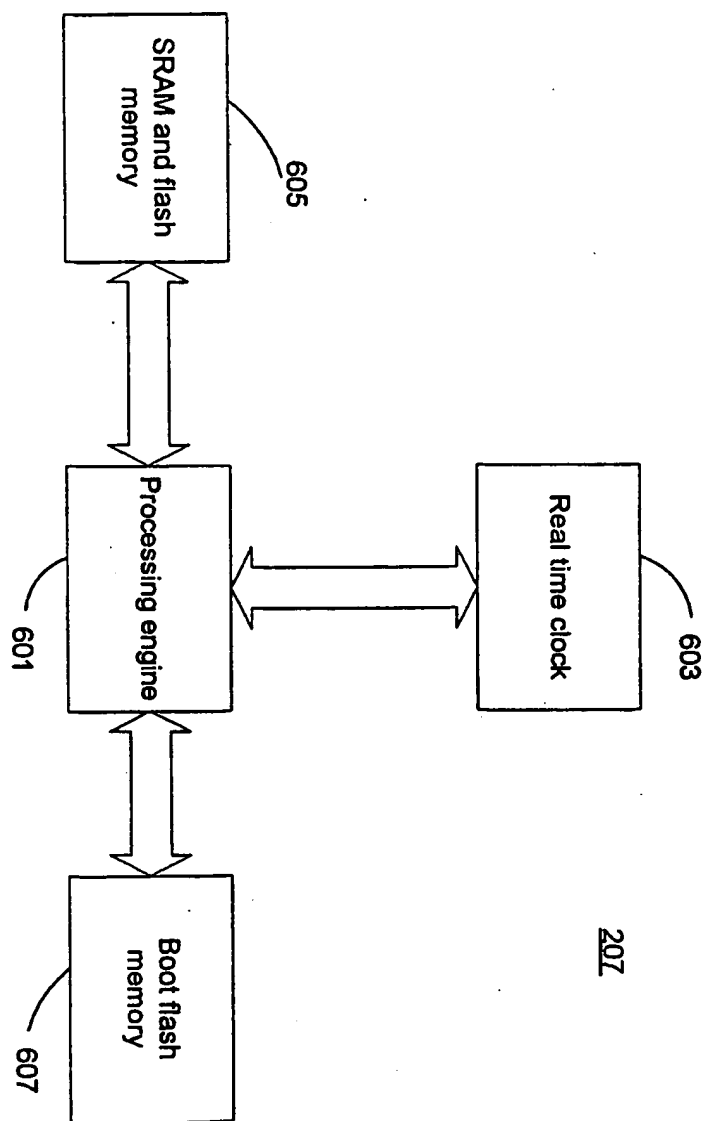 SRAM and flash
memory
605
Processing engine
601
Real time clock
603
Boot flash
memory
607
207